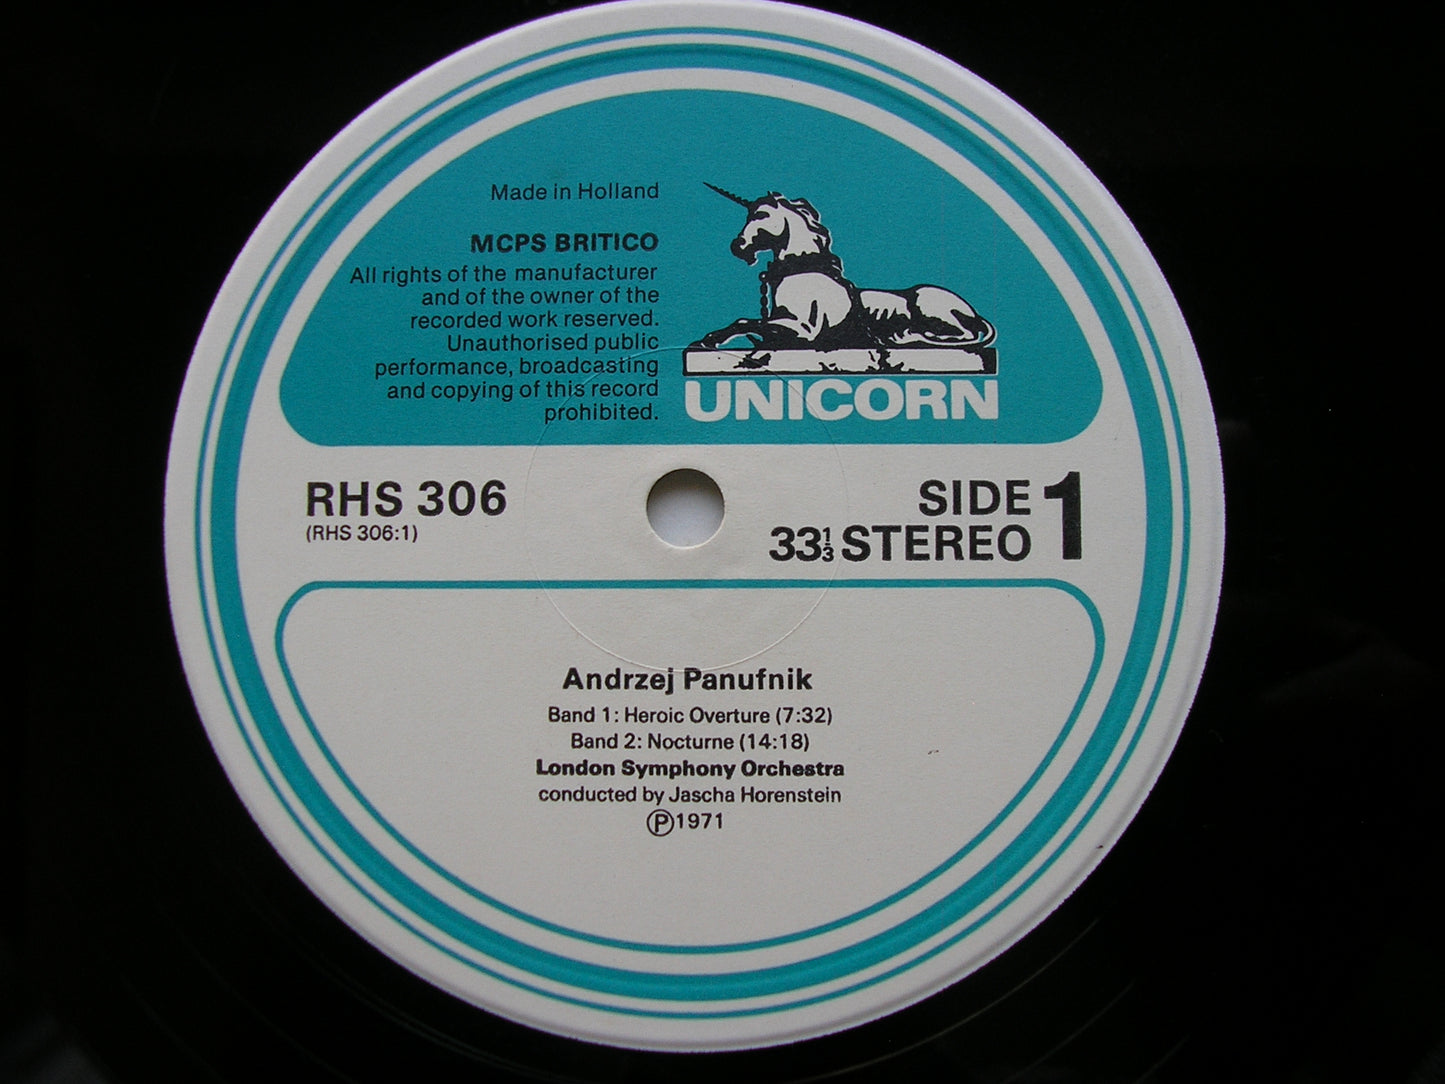 Made in Holland
MCPS BRITICO
All rights of the manufacturer
and of the owner of the
recorded work reserved.
Unauthorised public
performance, broadcasting
and copying of this record
prohibited.
UNICORN
RHS 306
(RHS 306:1)
SIDE 1
33⅓ STEREO
Andrzej Panufnik
Band 1: Heroic Overture (7:32)
Band 2: Nocturne (14:18)
London Symphony Orchestra
conducted by Jascha Horenstein
Ⓟ1971